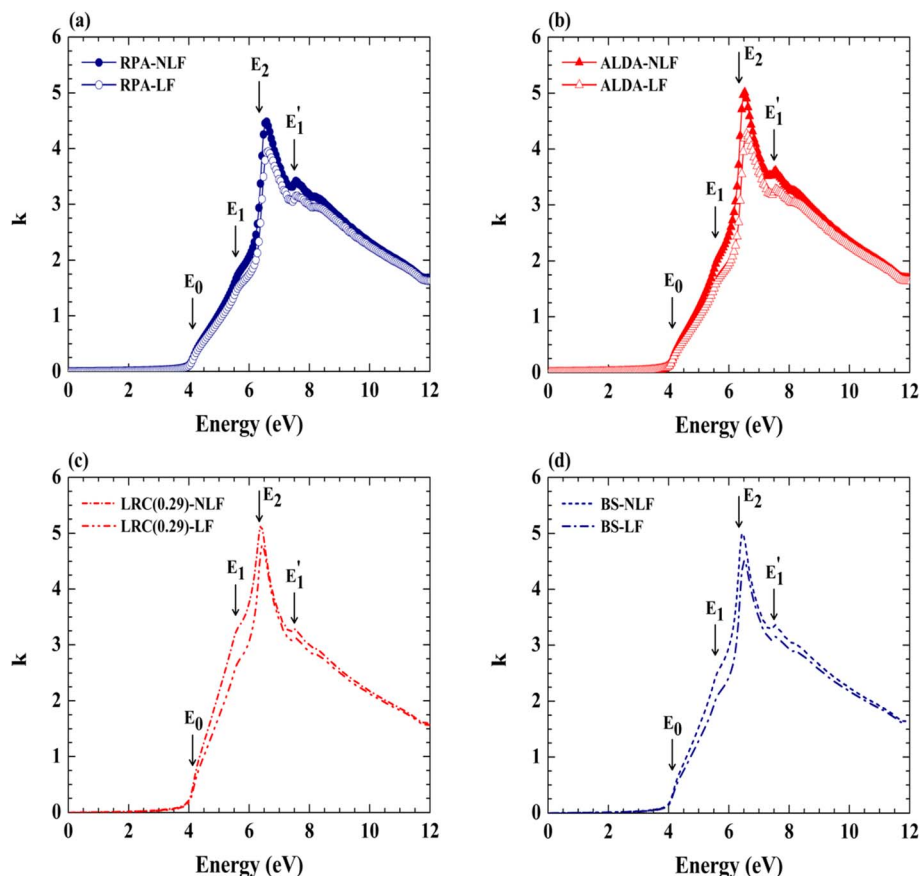 (a)
RPA-NLF
RPA-LF
E2
E1'
E1
E0
k
6
5
4
3
2
1
0
0 2 4 6 8 10 12
Energy (eV)
(b)
ALDA-NLF
ALDA-LF
E2
E1'
E1
E0
k
6
5
4
3
2
1
0
0 2 4 6 8 10 12
Energy (eV)
(c)
LRC(0.29)-NLF
LRC(0.29)-LF
E2
E1
E1'
E0
k
6
5
4
3
2
1
0
0 2 4 6 8 10 12
Energy (eV)
(d)
BS-NLF
BS-LF
E2
E1'
E1
E0
k
6
5
4
3
2
1
0
0 2 4 6 8 10 12
Energy (eV)